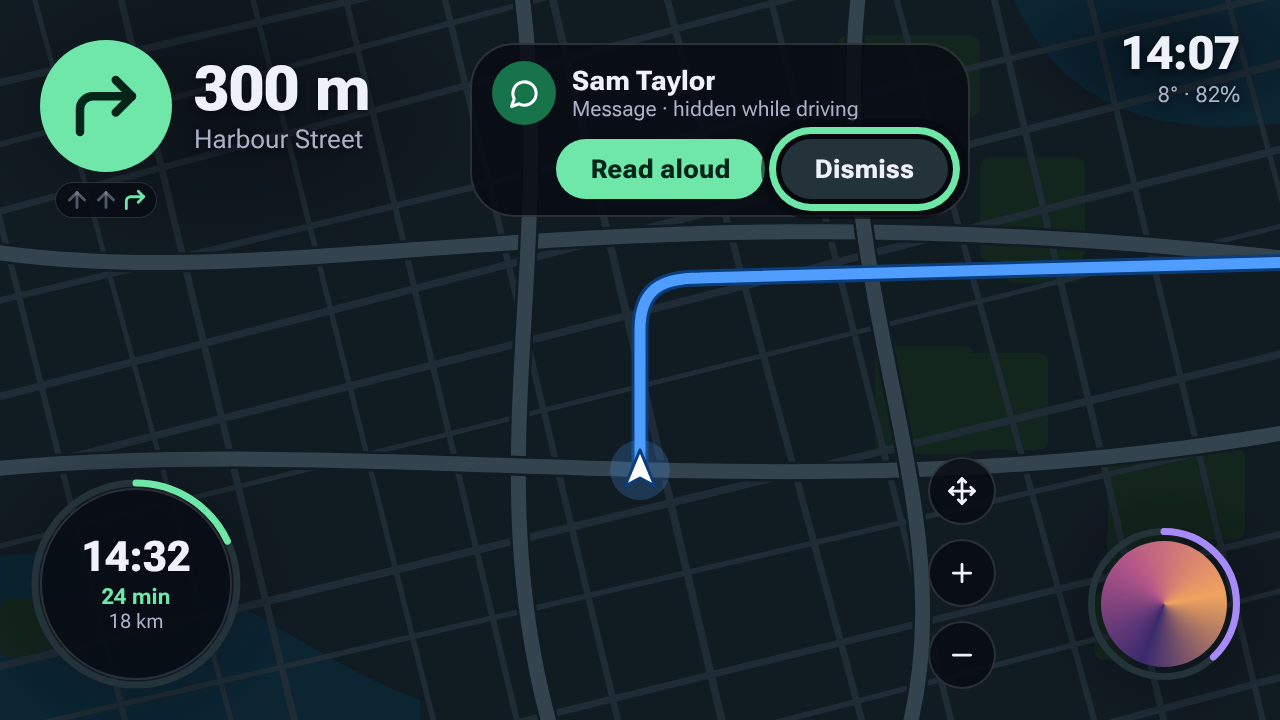 300 m
Harbour Street
Sam Taylor
Message · hidden while driving
Read aloud
Dismiss
14:07
8° · 82%
14:32
24 min
18 km